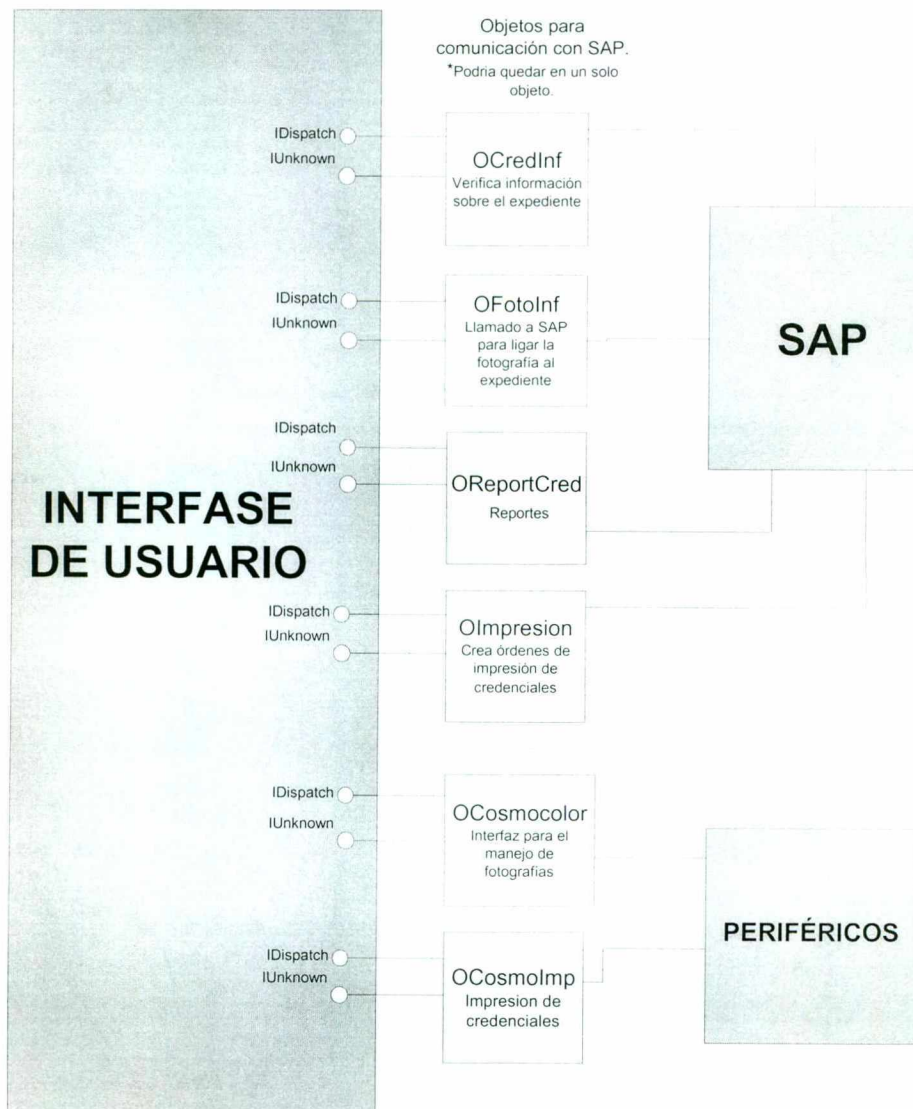 Objetos para
comunicación con SAP.
*Podria quedar en un solo
objeto.
IDispatch
IUnknown
OCredInf
Verifica información
sobre el expediente
IDispatch
IUnknown
OFotoInf
Llamado a SAP
para ligar la
fotografía al
expediente
SAP
IDispatch
IUnknown
OReportCred
Reportes
INTERFASE
DE USUARIO
IDispatch
IUnknown
OImpresion
Crea órdenes de
impresión de
credenciales
IDispatch
IUnknown
OCosmocolor
Interfaz para el
manejo de
fotografías
PERIFÉRICOS
IDispatch
IUnknown
OCosmoImp
Impresion de
credenciales